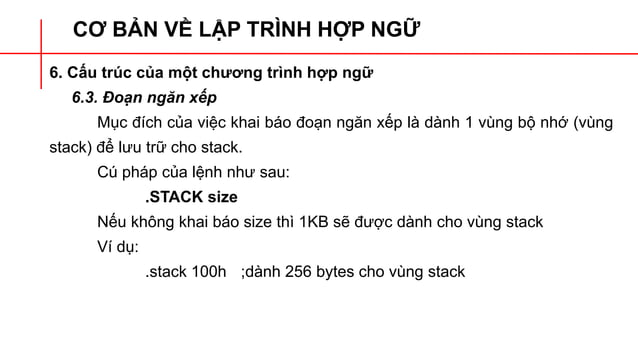 CƠ BẢN VỀ LẬP TRÌNH HỢP NGỮ
6. Cấu trúc của một chương trình hợp ngữ
6.3. Đoạn ngăn xếp
Mục đích của việc khai báo đoạn ngăn xếp là dành 1 vùng bộ nhớ (vùng
stack) để lưu trữ cho stack.
Cú pháp của lệnh như sau:
.STACK size
Nếu không khai báo size thì 1KB sẽ được dành cho vùng stack
Ví dụ:
.stack 100h ;dành 256 bytes cho vùng stack